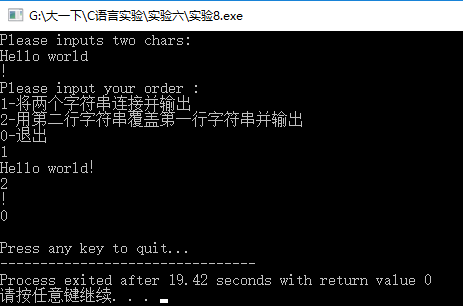 G:\大一下\C语言实验\实验六\实验8.exe
Please inputs two chars:
Hello world
!
Please input your order :
1-将两个字符串连接并输出
2-用第二行字符串覆盖第一行字符串并输出
0-退出
1
Hello world!
2
!
0
Press any key to quit...
--------------------------------
Process exited after 19.42 seconds with return value 0
请按任意键继续. . .